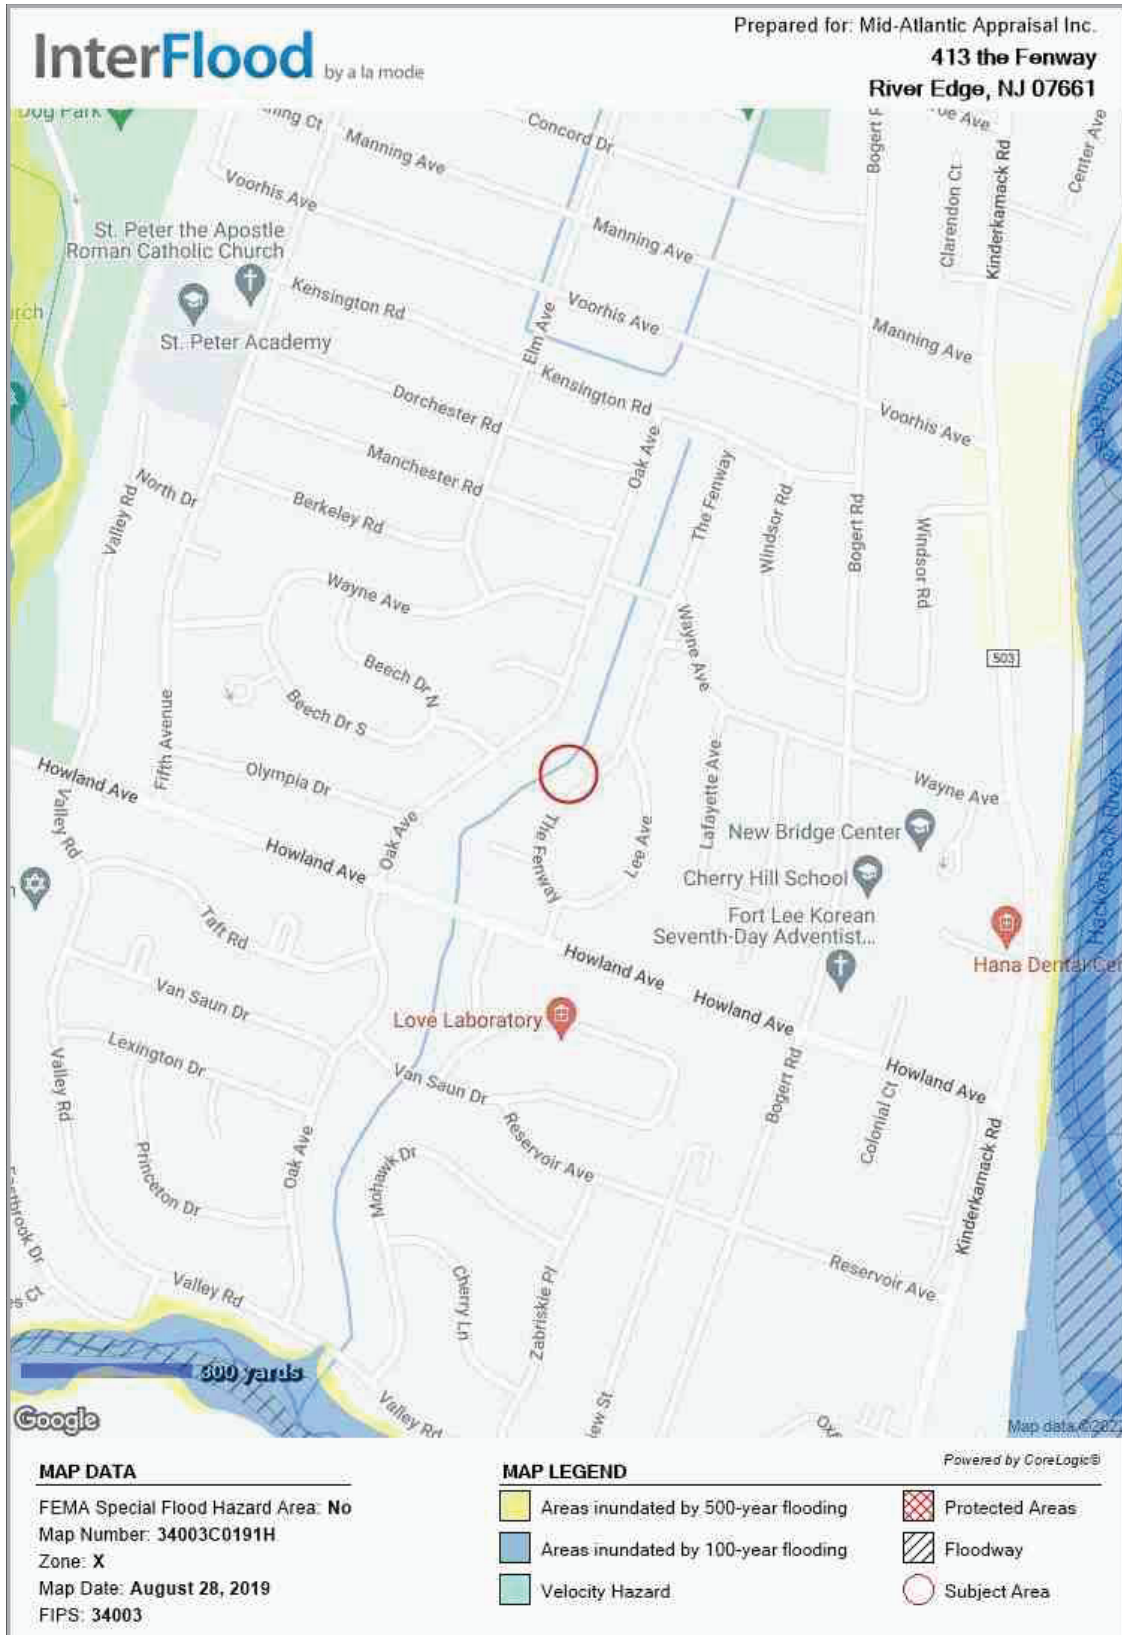 InterFlood by a la mode
Prepared for: Mid-Atlantic Appraisal Inc.
413 the Fenway
River Edge, NJ 07661
Dog Park
Concord Dr
Manning Ave
Voorhis Ave
Bogert
Clarendon Ct
Kinderkamack Rd
Center Ave
St. Peter the Apostle
Roman Catholic Church
Manning Ave
Kensington Rd
Voorhis Ave
St. Peter Academy
Elm Ave
Manning Ave
Kensington Rd
Dorchester Rd
Voorhis Ave
Manchester Rd
Oak Ave
The Fenway
North Dr
Valley Rd
Berkeley Rd
Windsor Rd
Bogert Rd
Windsor Rd
Wayne Ave
Wayne Ave
503
Beech Dr N
Beech Dr S
Fifth Avenue
Howland Ave
Olympia Dr
Lafayette Ave
Wayne Ave
Hackensack River
Valley Rd
Oak Ave
The Fenway
Lee Ave
New Bridge Center
Howland Ave
Cherry Hill School
Taft Rd
Fort Lee Korean
Seventh-Day Adventist...
Howland Ave
Hana Dental Cen
Van Saun Dr
Love Laboratory
Howland Ave
Lexington Dr
Valley Rd
Van Saun Dr
Bogert Rd
Howland Ave
Colonial Ct
Reservoir Ave
Oak Ave
Princeton Dr
Mohawk Dr
Kinderkamack Rd
Valley Rd
Cherry Ln
Zabriskie Pl
Reservoir Ave
300 yards
Valley Rd
Google
Map data ©202
Powered by CoreLogic®
MAP DATA
FEMA Special Flood Hazard Area: No
Map Number: 34003C0191H
Zone: X
Map Date: August 28, 2019
FIPS: 34003
MAP LEGEND
Areas inundated by 500-year flooding
Areas inundated by 100-year flooding
Velocity Hazard
Protected Areas
Floodway
Subject Area